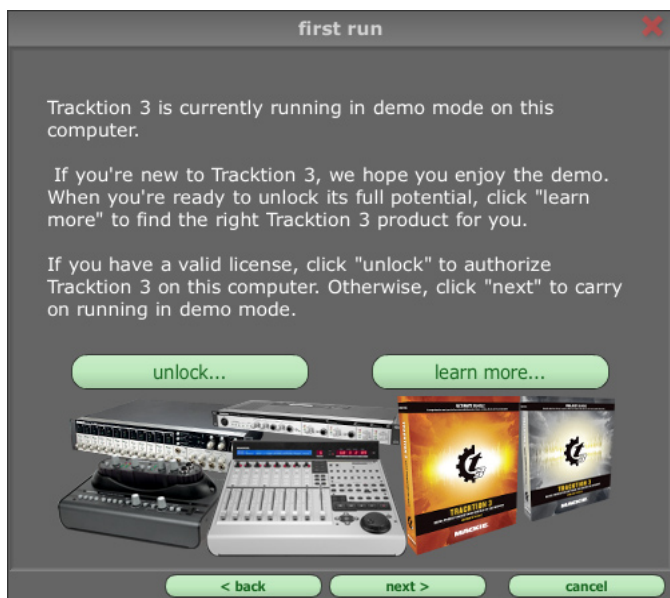 first run
Tracktion 3 is currently running in demo mode on this
computer.
If you're new to Tracktion 3, we hope you enjoy the demo.
When you're ready to unlock its full potential, click "learn
more" to find the right Tracktion 3 product for you.
If you have a valid license, click "unlock" to authorize
Tracktion 3 on this computer. Otherwise, click "next" to carry
on running in demo mode.
unlock...
learn more...
TRACKTION 3
MACKIE
TRACKTION 3
MACKIE
< back
next >
cancel